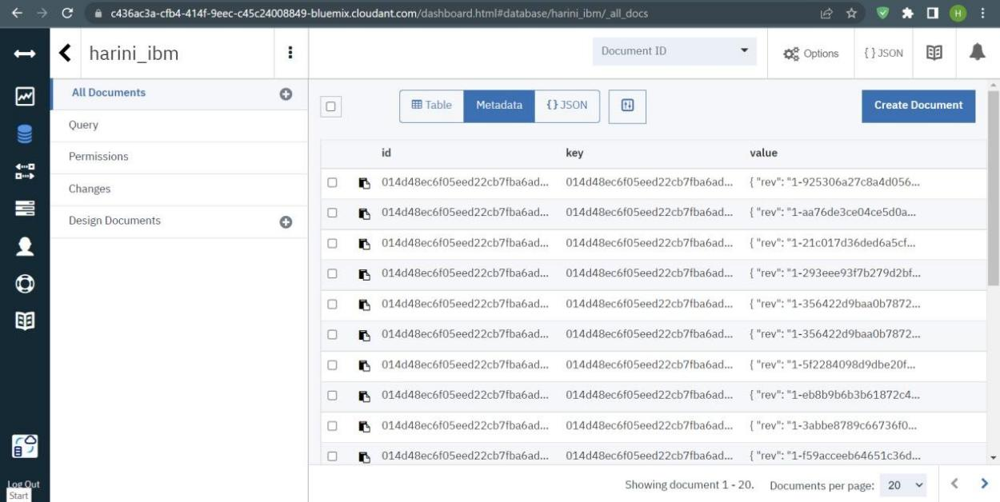 c436ac3a-cfb4-414f-9eec-c45c24008849-bluemix.cloudant.com/dashboard.html#database/harini_ibm/_all_docs
H
harini_ibm
Document ID
Options
{ } JSON
All Documents
Query
Permissions
Changes
Design Documents
Table
Metadata
{ } JSON
Create Document
id key value
014d48ec6f05eed22cb7fba6ad... 014d48ec6f05eed22cb7fba6ad... { "rev": "1-925306a27c8a4d056...
014d48ec6f05eed22cb7fba6ad... 014d48ec6f05eed22cb7fba6ad... { "rev": "1-aa76de3ce04ce5d0a...
014d48ec6f05eed22cb7fba6ad... 014d48ec6f05eed22cb7fba6ad... { "rev": "1-21c017d36ded6a5cf...
014d48ec6f05eed22cb7fba6ad... 014d48ec6f05eed22cb7fba6ad... { "rev": "1-293eee93f7b279d2bf...
014d48ec6f05eed22cb7fba6ad... 014d48ec6f05eed22cb7fba6ad... { "rev": "1-356422d9baa0b7872...
014d48ec6f05eed22cb7fba6ad... 014d48ec6f05eed22cb7fba6ad... { "rev": "1-356422d9baa0b7872...
014d48ec6f05eed22cb7fba6ad... 014d48ec6f05eed22cb7fba6ad... { "rev": "1-5f2284098d9dbe20f...
014d48ec6f05eed22cb7fba6ad... 014d48ec6f05eed22cb7fba6ad... { "rev": "1-eb8b9b6b3b61872c4...
014d48ec6f05eed22cb7fba6ad... 014d48ec6f05eed22cb7fba6ad... { "rev": "1-3abbe8789c66736f0...
014d48ec6f05eed22cb7fba6ad... 014d48ec6f05eed22cb7fba6ad... { "rev": "1-f59acceeb64651c36d...
Showing document 1 - 20. Documents per page: 20
Log Out
Start